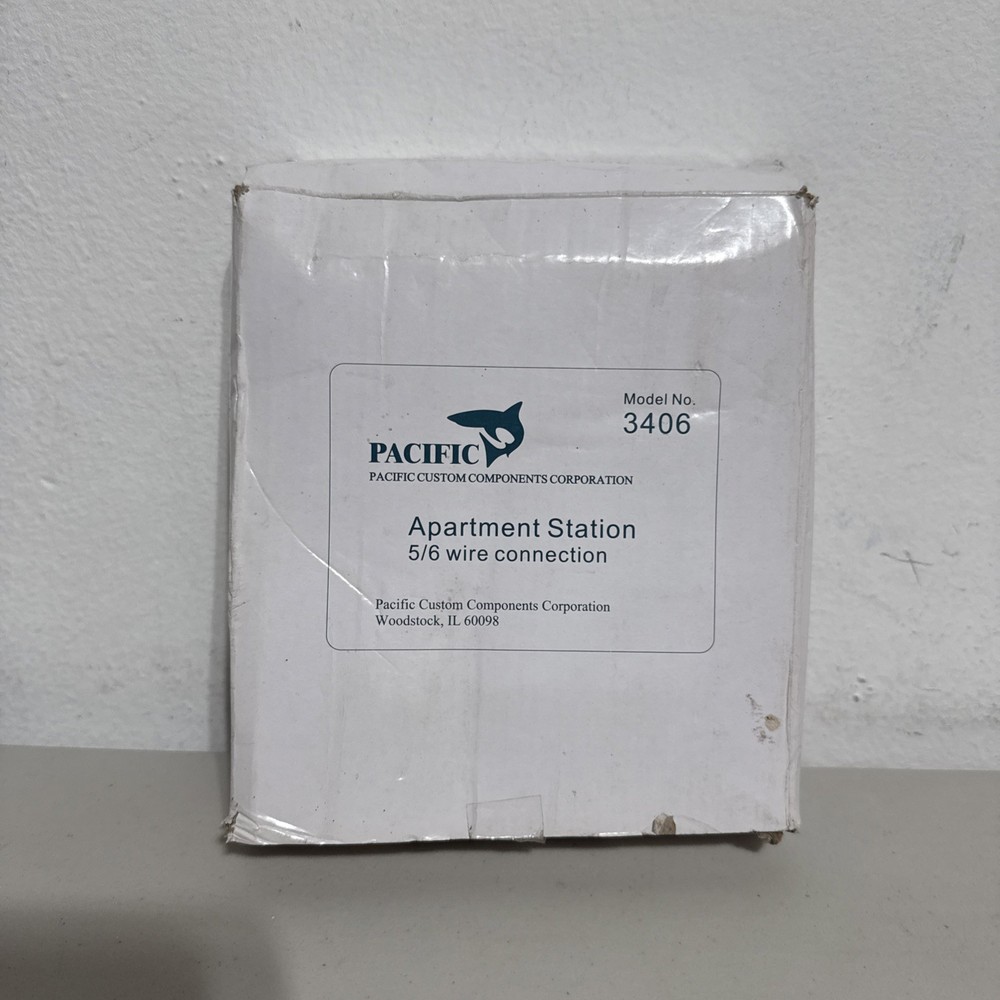 Model No.
3406
PACIFIC
PACIFIC CUSTOM COMPONENTS CORPORATION
Apartment Station
5/6 wire connection
Pacific Custom Components Corporation
Woodstock, IL 60098